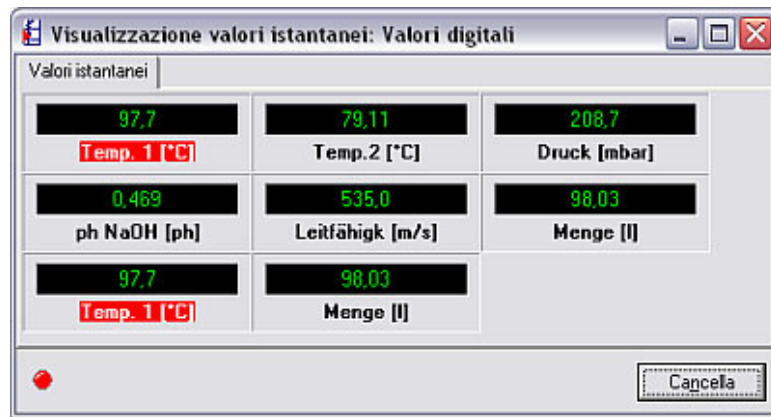 Visualizzazione valori istantanei: Valori digitali
Valori istantanei
97,7 79,11 208,7
Temp. 1 [°C] Temp.2 [°C] Druck [mbar]
0,469 535,0 98,03
ph NaOH [ph] Leitfähigk [m/s] Menge [l]
97,7 98,03
Temp. 1 [°C] Menge [l]
Cancella